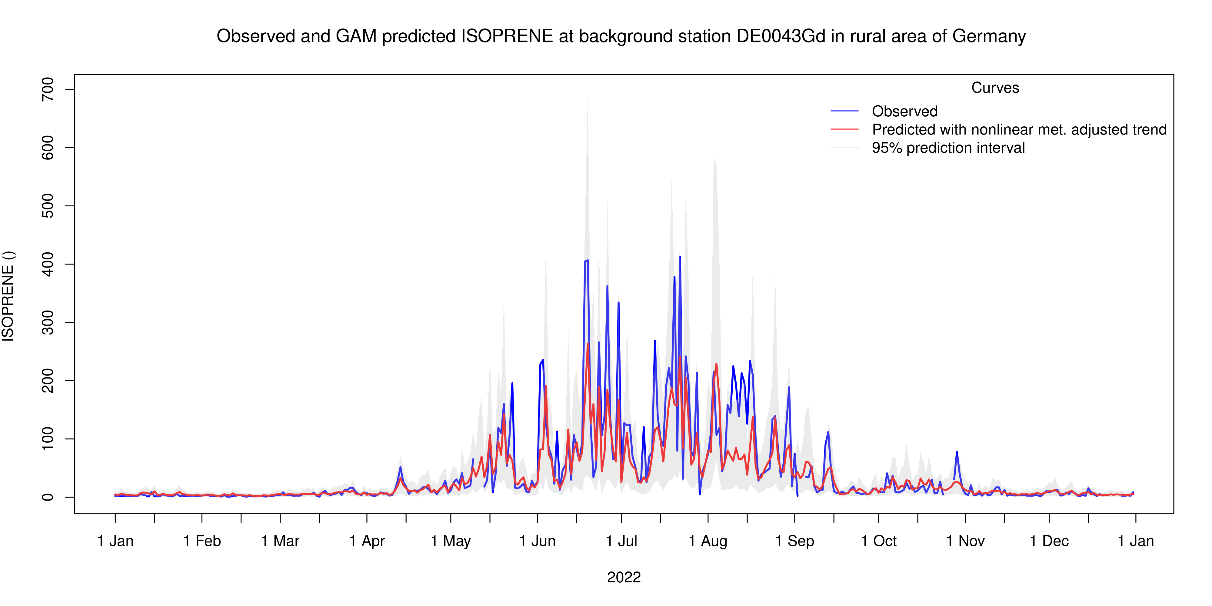 Observed and GAM predicted ISOPRENE at background station DE0043Gd in rural area of Germany
Curves
Observed
Predicted with nonlinear met. adjusted trend
95% prediction interval
ISOPRENE ()
700
600
500
400
300
200
100
0
1 Jan 1 Feb 1 Mar 1 Apr 1 May 1 Jun 1 Jul 1 Aug 1 Sep 1 Oct 1 Nov 1 Dec 1 Jan
2022